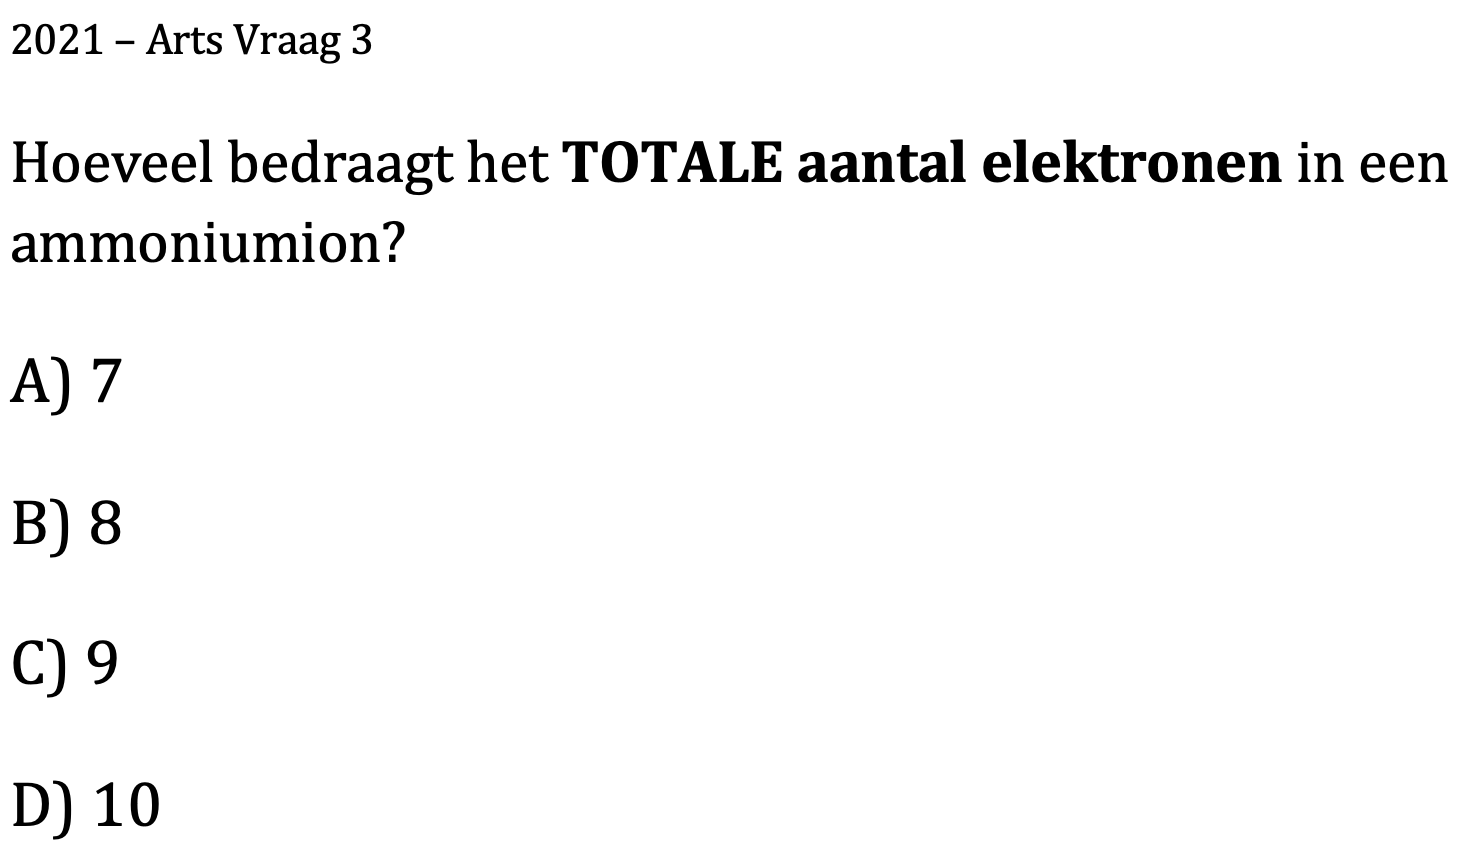 2021 – Arts Vraag 3
Hoeveel bedraagt het TOTALE aantal elektronen in een
ammoniumion?
A) 7
B) 8
C) 9
D) 10